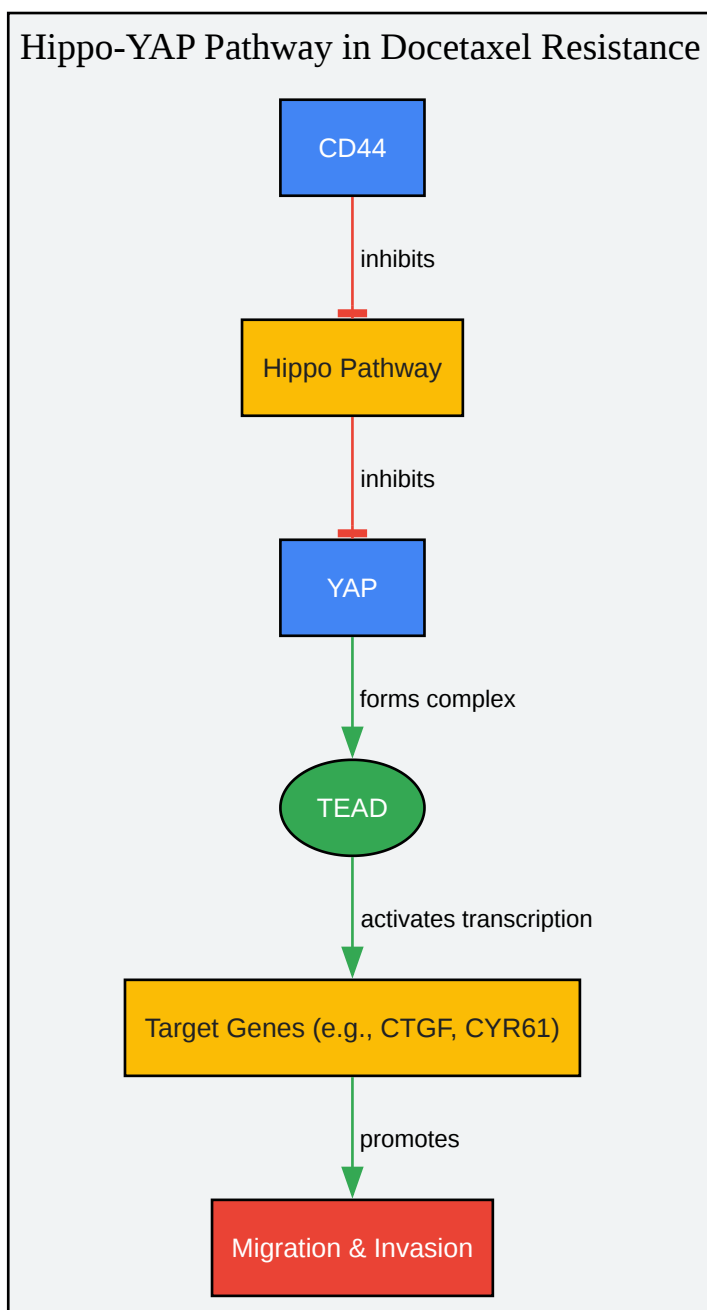 Hippo-YAP Pathway in Docetaxel Resistance
CD44
inhibits
Hippo Pathway
inhibits
YAP
forms complex
TEAD
activates transcription
Target Genes (e.g., CTGF, CYR61)
promotes
Migration & Invasion